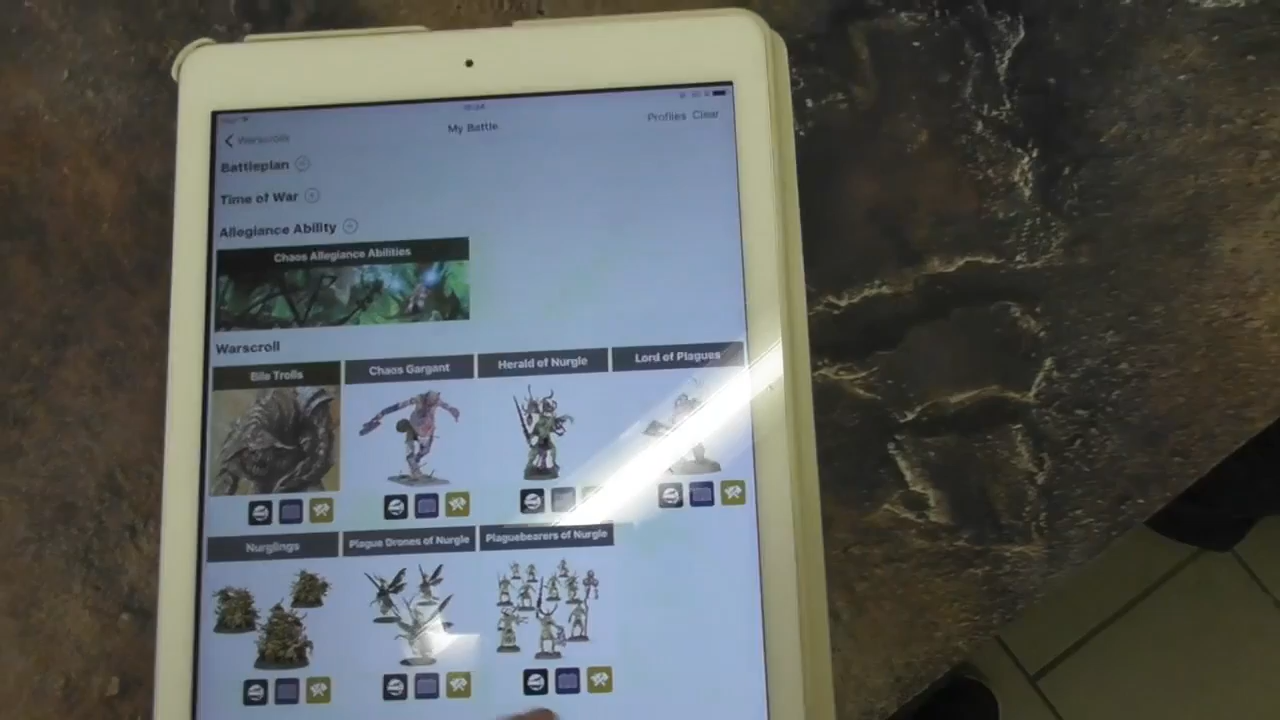 Warscrolls
My Battle
Profiles Clear
Battleplan
Time of War
Allegiance Ability
Chaos Allegiance Abilities
Warscroll
Bile Trolls
Chaos Gargant
Herald of Nurgle
Lord of Plagues
Nurglings
Plague Drones of Nurgle
Plaguebearers of Nurgle